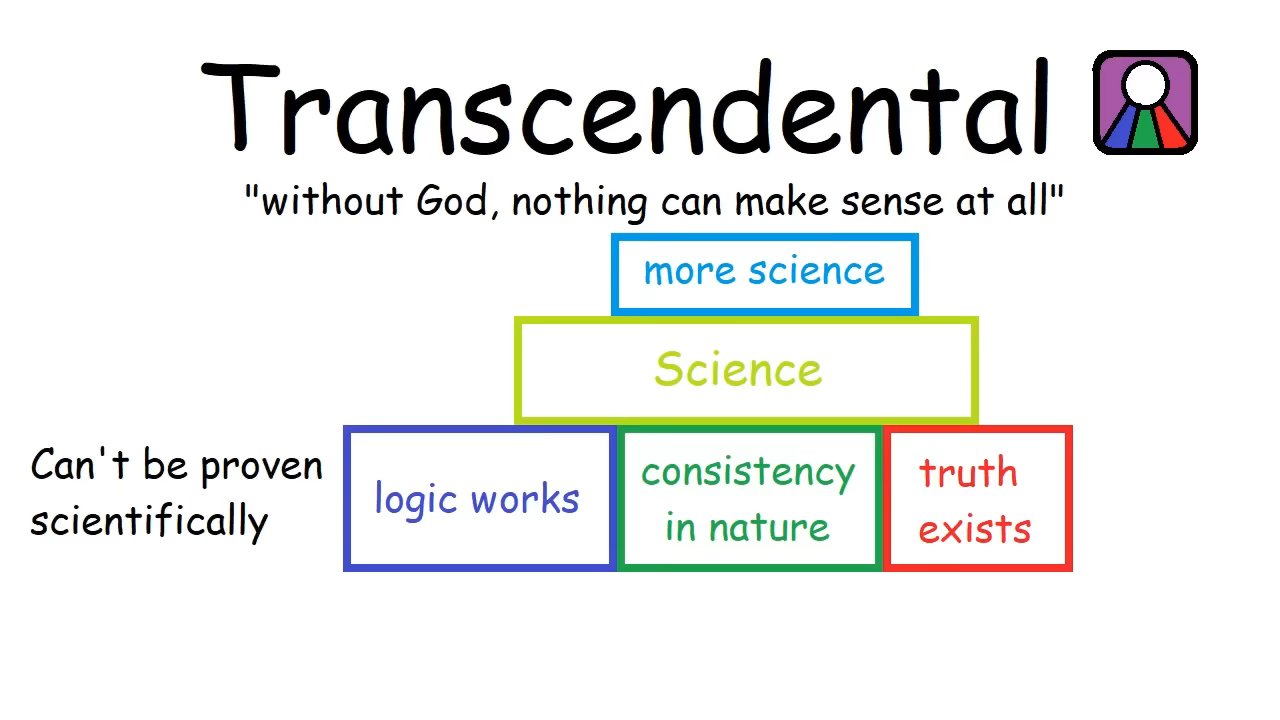 Transcendental
"without God, nothing can make sense at all"
more science
Science
Can't be proven
scientifically
logic works
consistency
in nature
truth
exists